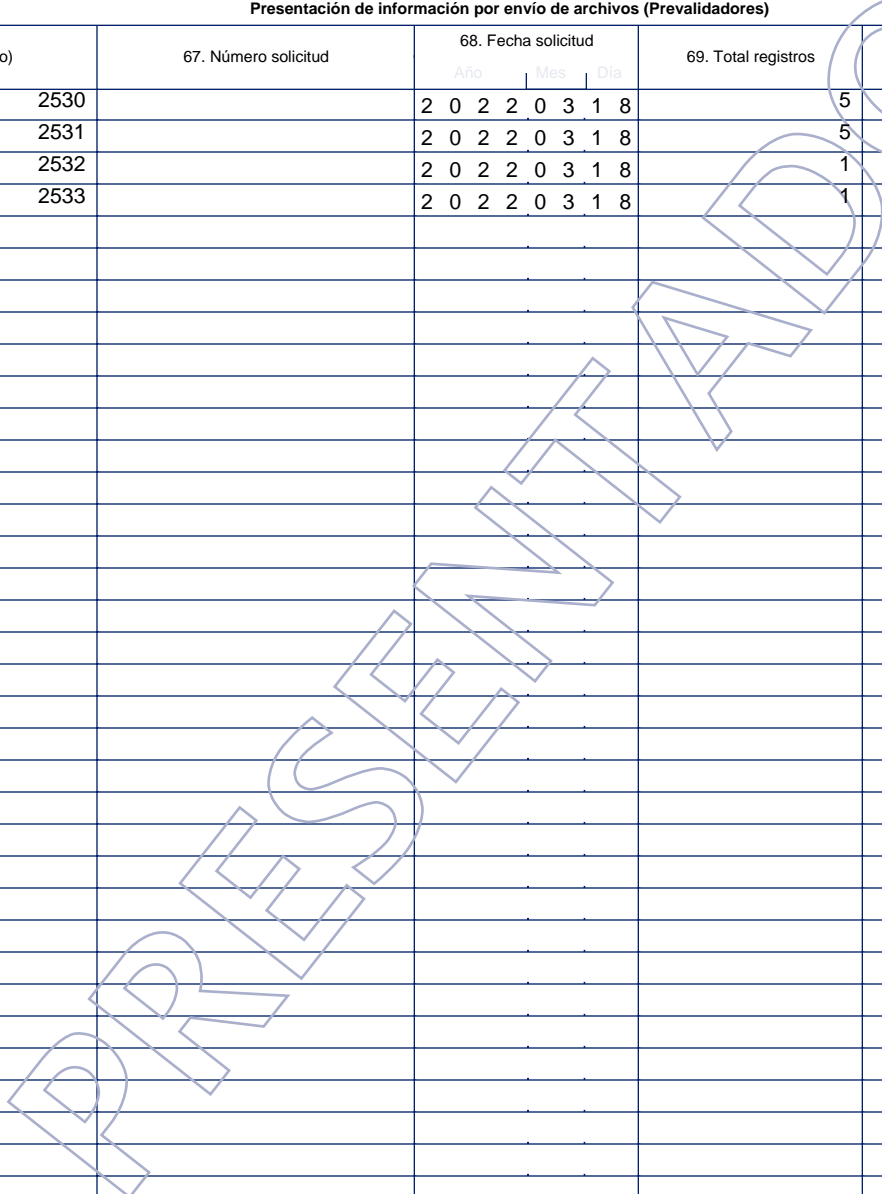 Presentación de información por envío de archivos (Prevalidadores)
o) 67. Número solicitud 68. Fecha solicitud 69. Total registros
Año Mes Día
2530 2 0 2 2 0 3 1 8 5
2531 2 0 2 2 0 3 1 8 5
2532 2 0 2 2 0 3 1 8 1
2533 2 0 2 2 0 3 1 8 1
PRESENTADO